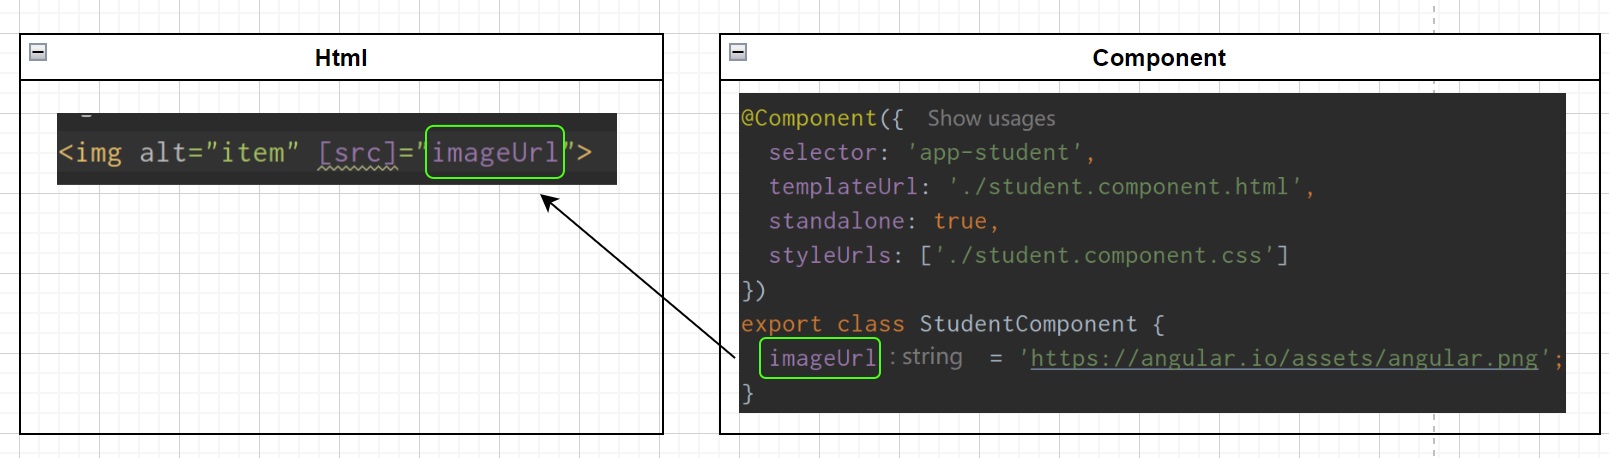 Html
<img alt="item" [src]="imageUrl">
Component
@Component({ Show usages
selector: 'app-student',
templateUrl: './student.component.html',
standalone: true,
styleUrls: ['./student.component.css']
})
export class StudentComponent {
imageUrl : string = 'https://angular.io/assets/angular.png';
}